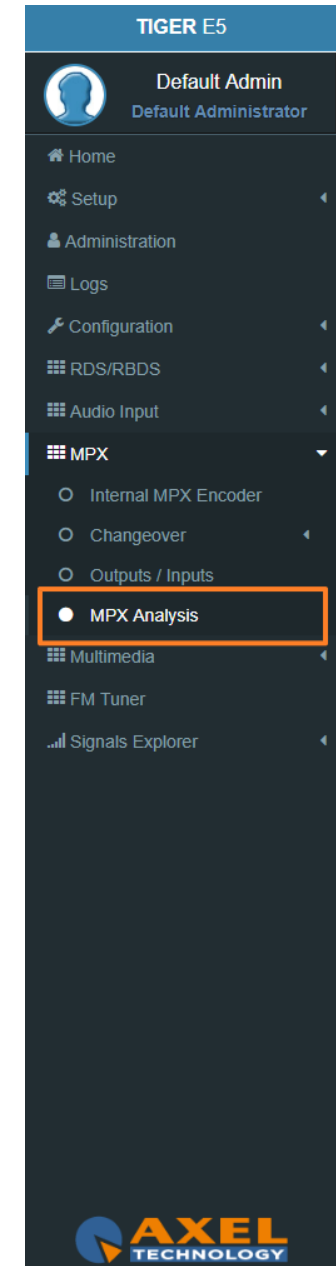 TIGER E5
Default Admin
Default Administrator
Home
Setup
Administration
Logs
Configuration
RDS/RBDS
Audio Input
MPX
Internal MPX Encoder
Changeover
Outputs / Inputs
MPX Analysis
Multimedia
FM Tuner
Signals Explorer
AXEL
TECHNOLOGY